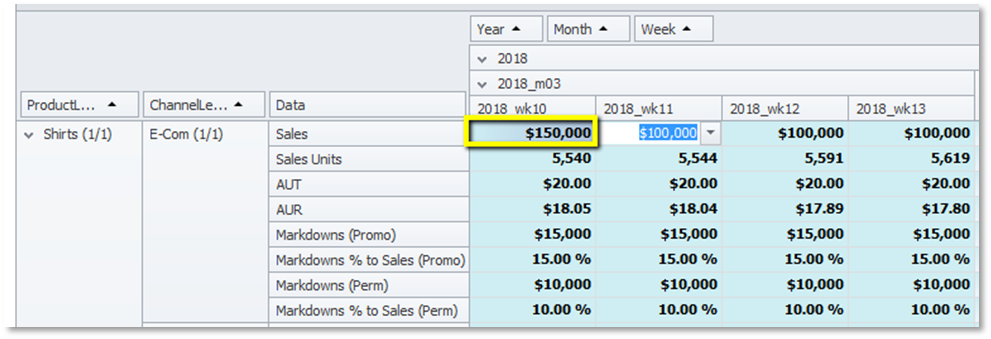 Year Month Week
2018
2018_m03
ProductL... ChannelLe... Data 2018_wk10 2018_wk11 2018_wk12 2018_wk13
Shirts (1/1) E-Com (1/1) Sales $150,000 $100,000 $100,000 $100,000
Sales Units 5,540 5,544 5,591 5,619
AUT $20.00 $20.00 $20.00 $20.00
AUR $18.05 $18.04 $17.89 $17.80
Markdowns (Promo) $15,000 $15,000 $15,000 $15,000
Markdowns % to Sales (Promo) 15.00 % 15.00 % 15.00 % 15.00 %
Markdowns (Perm) $10,000 $10,000 $10,000 $10,000
Markdowns % to Sales (Perm) 10.00 % 10.00 % 10.00 % 10.00 %